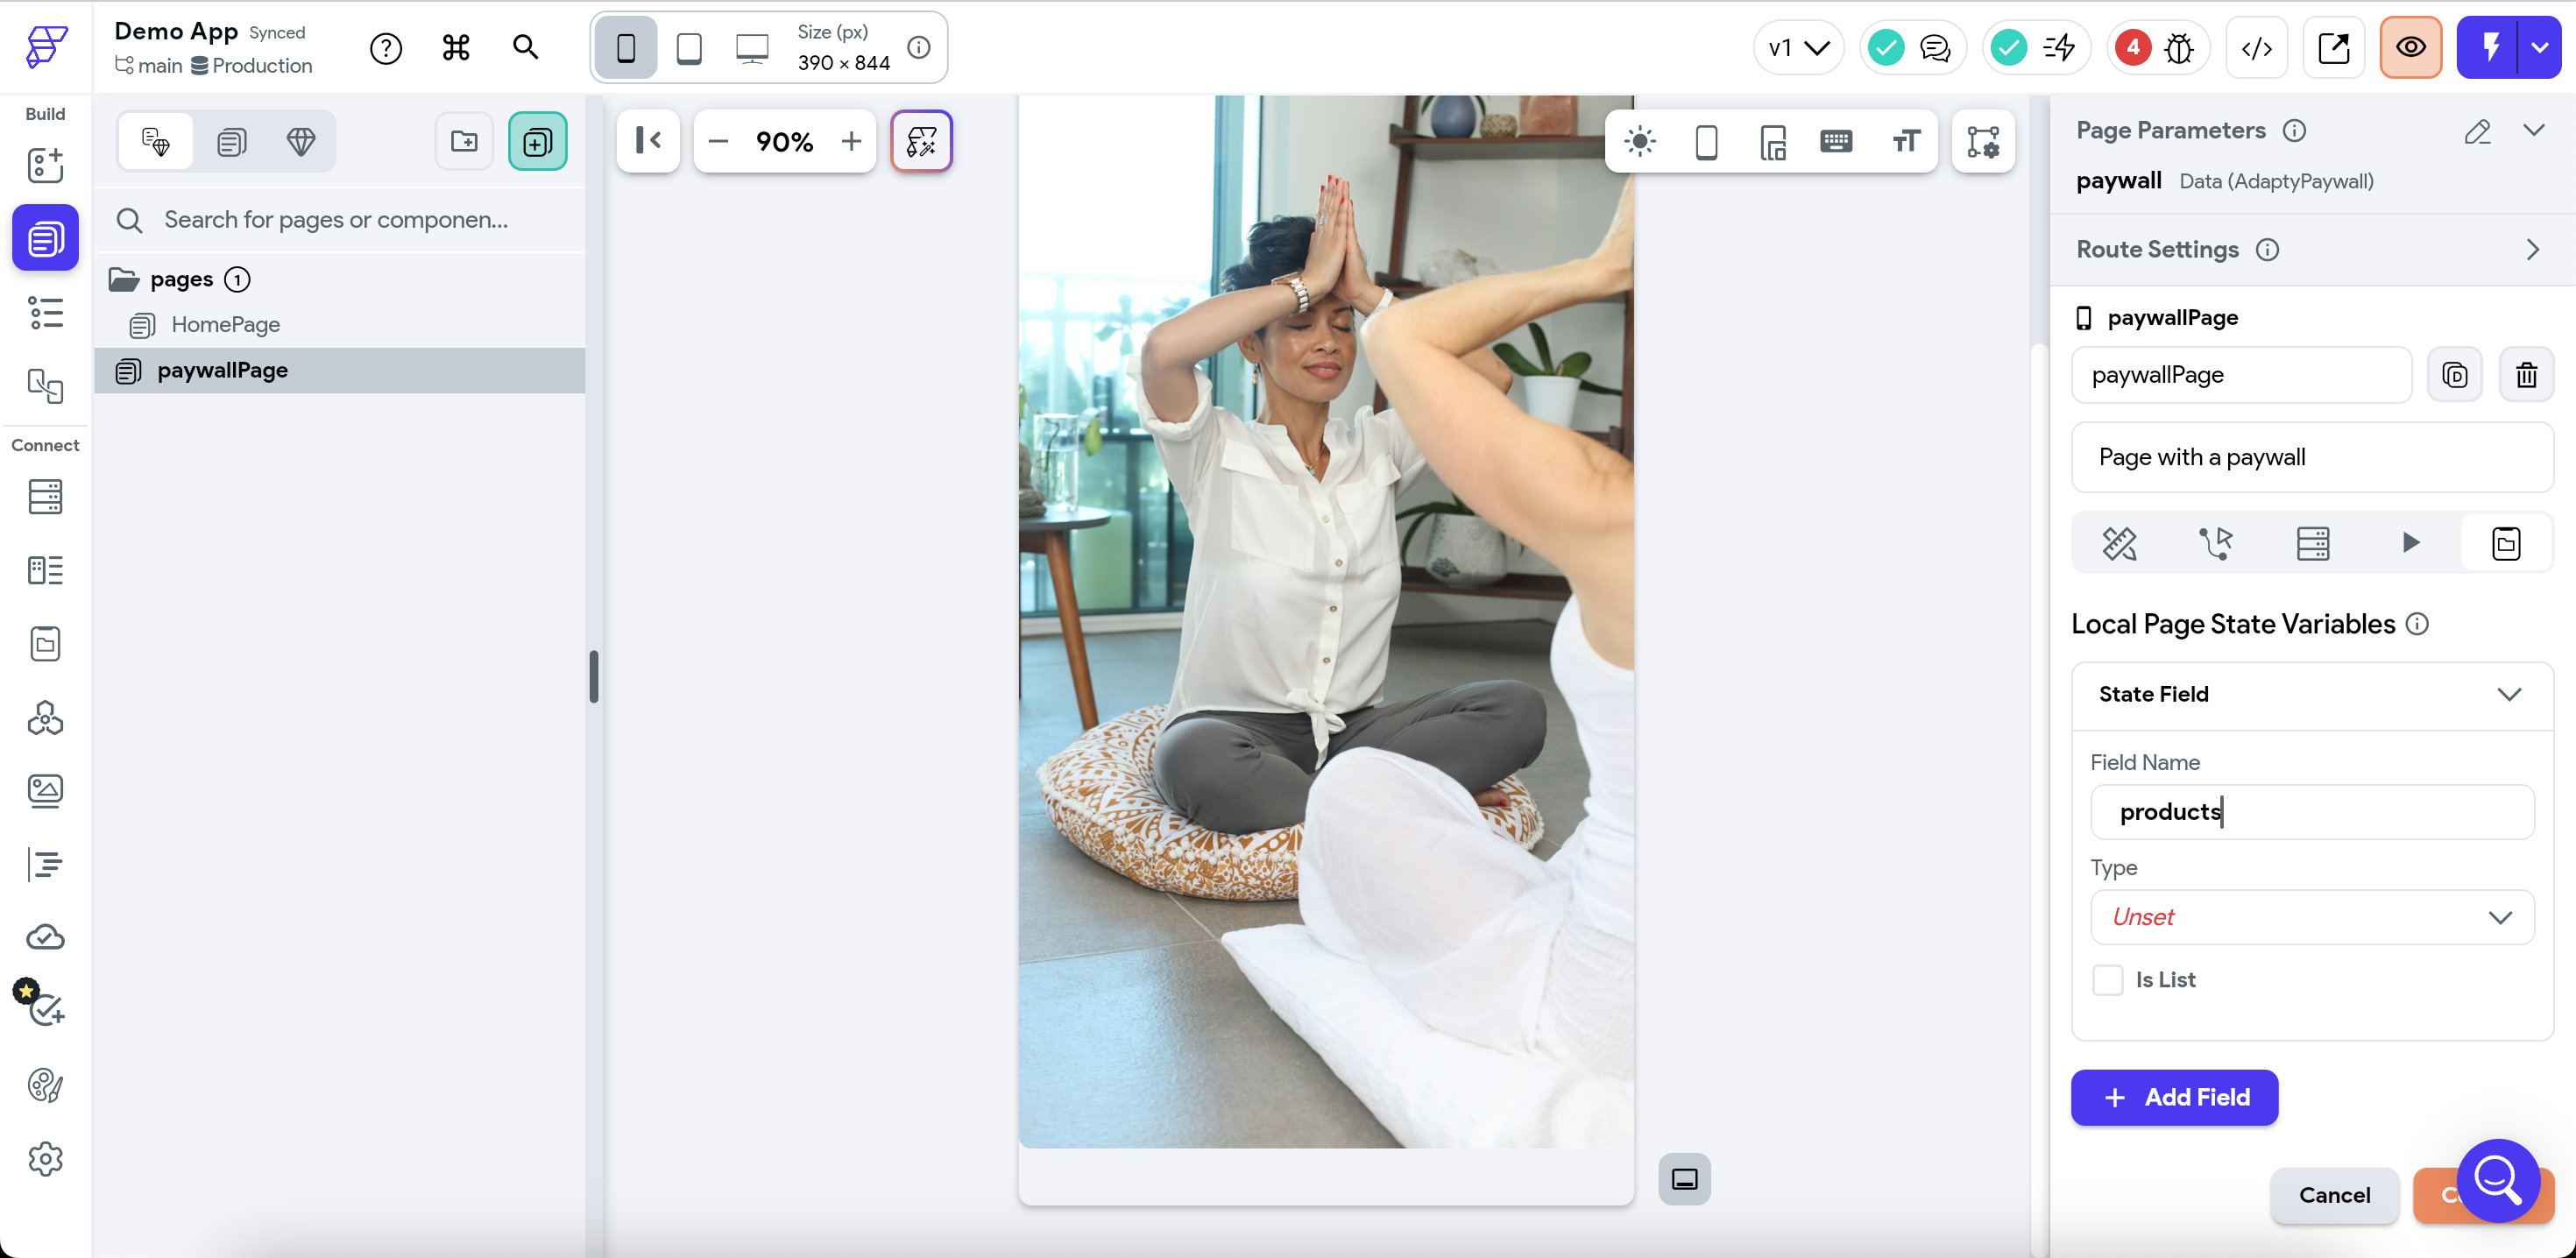 Demo App Synced
main Production
Size (px)
390 × 844
v1
4
Build
Connect
Search for pages or componen...
pages 1
HomePage
paywallPage
90%
Page Parameters
paywall Data (AdaptyPaywall)
Route Settings
paywallPage
paywallPage
D
Page with a paywall
Local Page State Variables
State Field
Field Name
products
Type
Unset
Is List
+ Add Field
Cancel